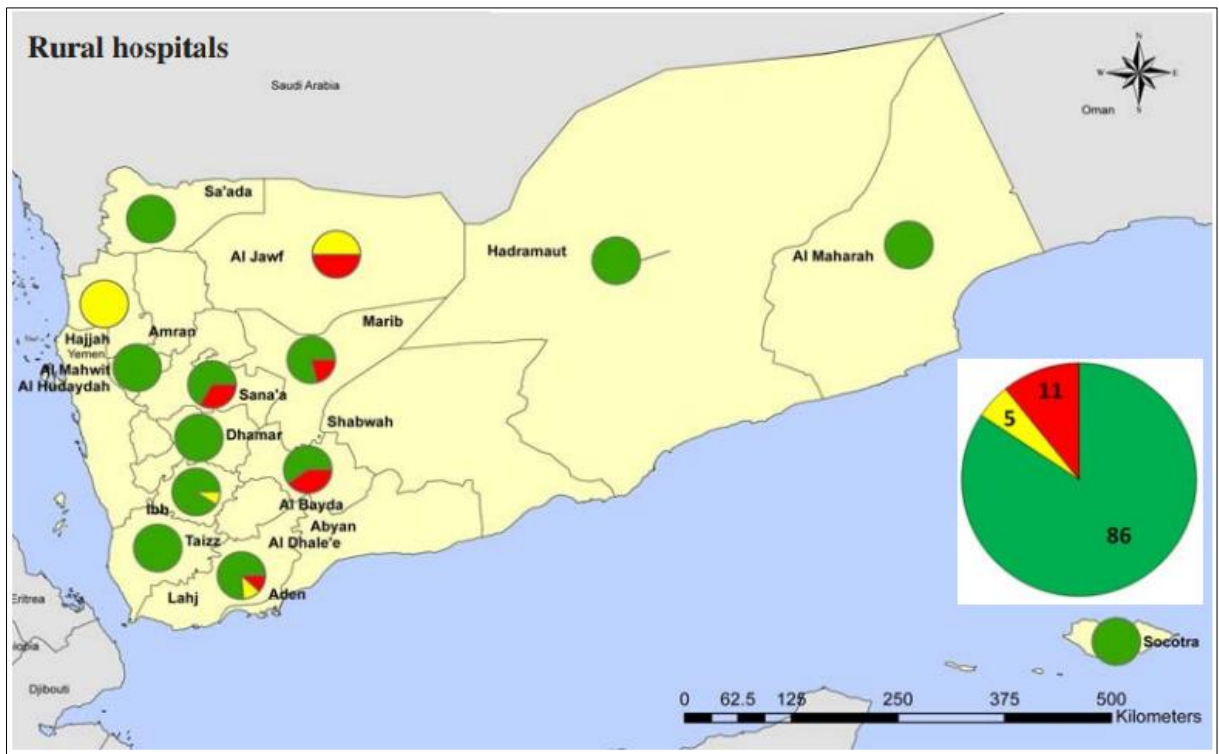 Rural hospitals
Saudi Arabia
N
W
E
S
Oman
Sa'ada
Al Jawf
Hadramaut
Al Maharah
Marib
Amran
Hajjah
Yemen
Al Mahwit
Al Hudaydah
Sana'a
Shabwah
Dhamar
Ibb
Al Bayda
Abyan
Taizz
Al Dhale'e
Lahj
Aden
11
5
86
Eritrea
iopia
Djibouti
Socotra
0 62.5 125 250 375 500
Kilometers